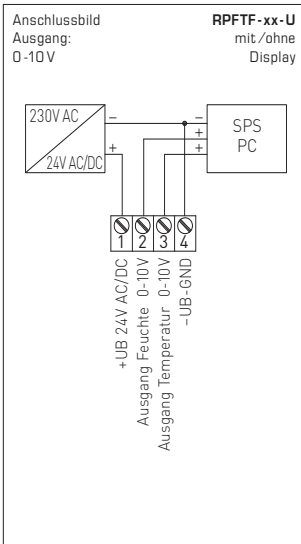 Anschlussbild
RPFTF-xx-U
Ausgang:
mit/ohne
0-10 V
Display
230V AC
24V AC/DC
–
+
–
+
+
SPS
PC
1 2 3 4
+UB 24V AC/DC
Ausgang Feuchte 0-10V
Ausgang Temperatur 0-10V
–UB-GND